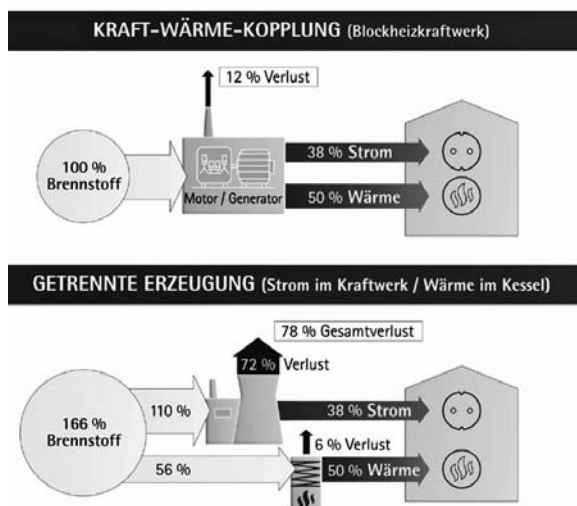 KRAFT-WÄRME-KOPPLUNG (Blockheizkraftwerk)
12 % Verlust
100 %
Brennstoff
Motor / Generator
38 % Strom
50 % Wärme
GETRENNTE ERZEUGUNG (Strom im Kraftwerk / Wärme im Kessel)
78 % Gesamtverlust
72 % Verlust
166 %
Brennstoff
110 %
38 % Strom
6 % Verlust
56 %
50 % Wärme